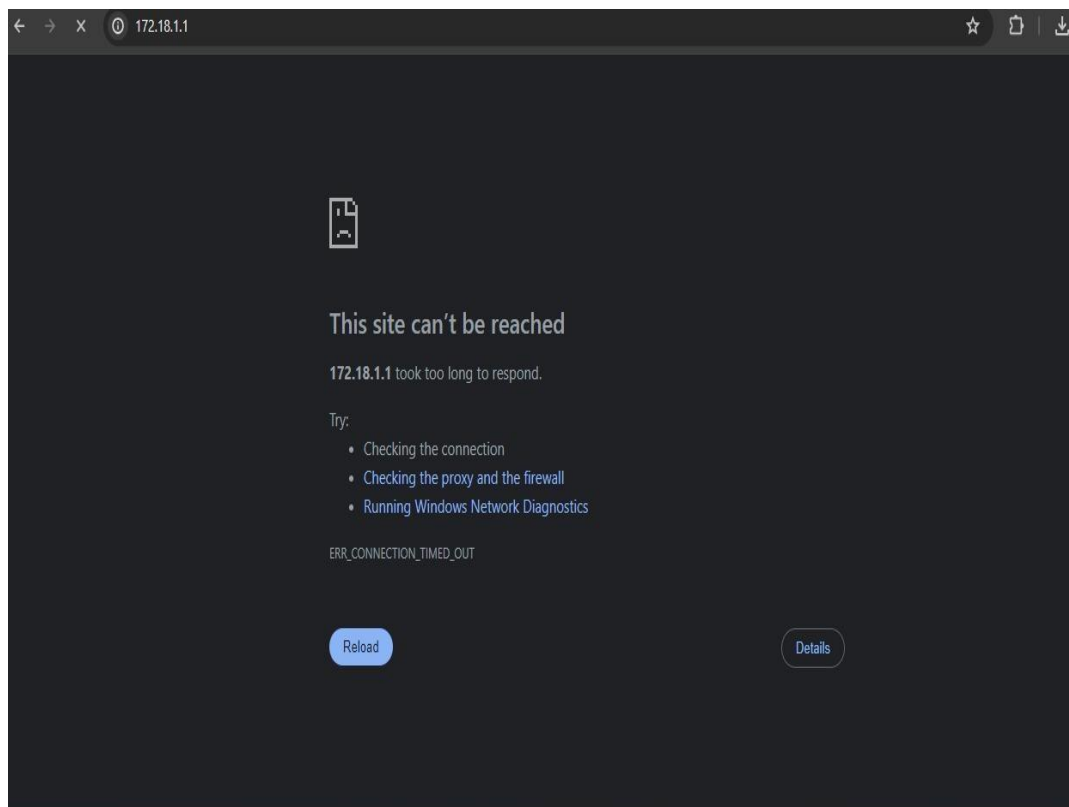 172.18.1.1
This site can't be reached
172.18.1.1 took too long to respond.
Try:
• Checking the connection
• Checking the proxy and the firewall
• Running Windows Network Diagnostics
ERR_CONNECTION_TIMED_OUT
Reload Details